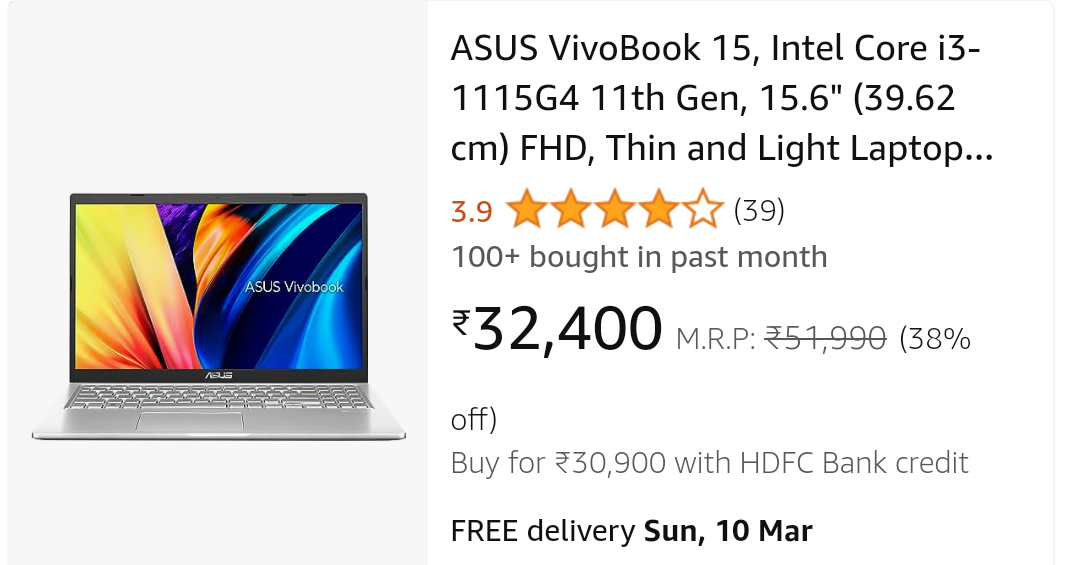 ASUS VivoBook 15, Intel Core i3-
1115G4 11th Gen, 15.6" (39.62
cm) FHD, Thin and Light Laptop...
3.9 (39)
100+ bought in past month
₹32,400 M.R.P: ₹51,990 (38%
off)
Buy for ₹30,900 with HDFC Bank credit
FREE delivery Sun, 10 Mar
ASUS Vivobook
ASUS